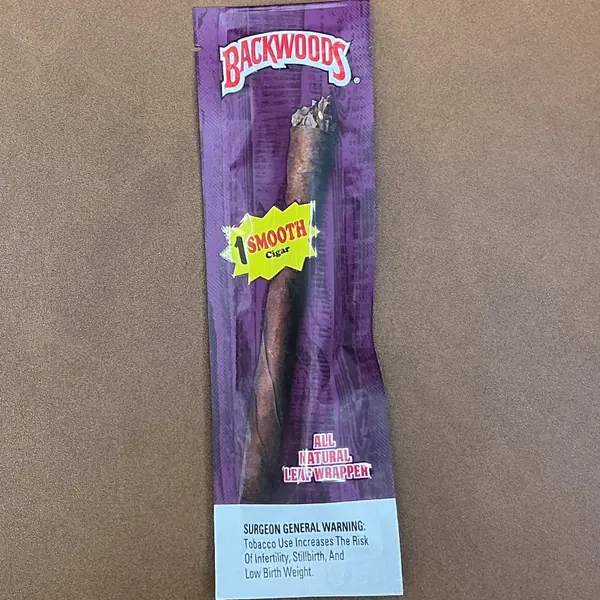 BACKWOODS®
1 SMOOTH
Cigar
ALL
NATURAL
LEAF WRAPPER
SURGEON GENERAL WARNING:
Tobacco Use Increases The Risk
Of Infertility, Stillbirth, And
Low Birth Weight.